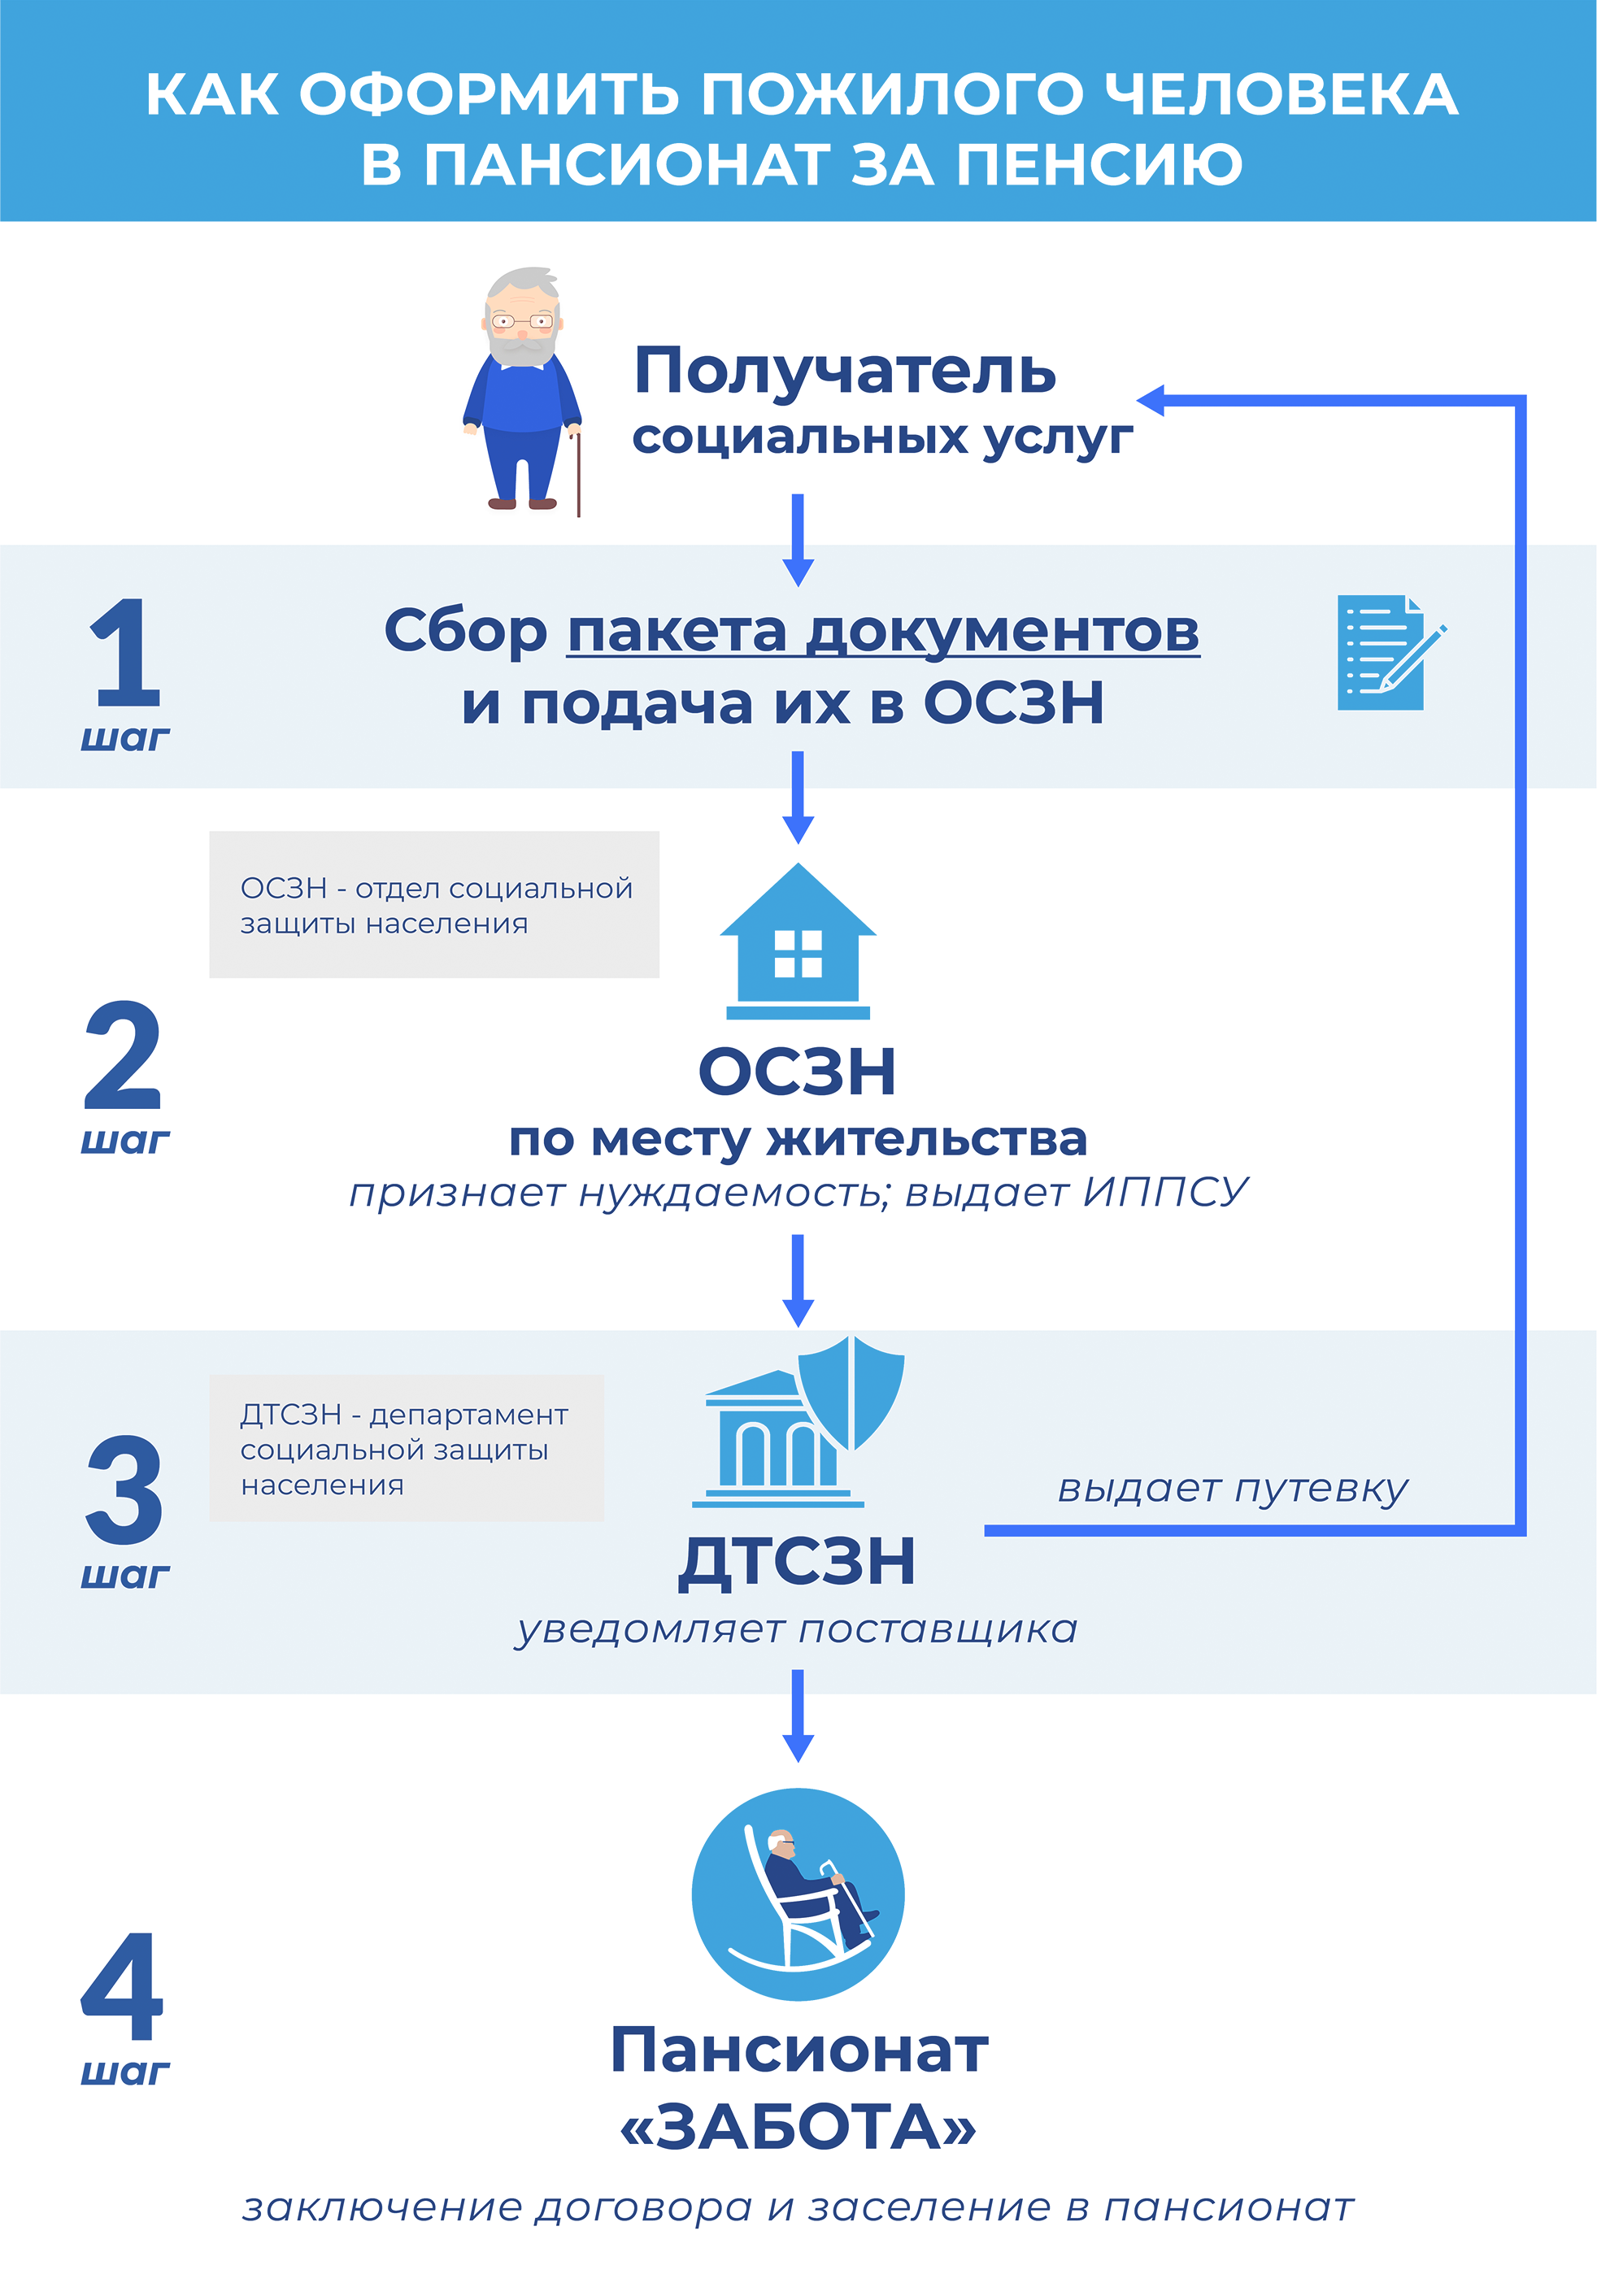 КАК ОФОРМИТЬ ПОЖИЛОГО ЧЕЛОВЕКА
В ПАНСИОНАТ ЗА ПЕНСИЮ
Получатель
социальных услуг
1
шаг
Сбор пакета документов
и подача их в ОСЗН
ОСЗН - отдел социальной
защиты населения
2
шаг
ОСЗН
по месту жительства
признает нуждаемость; выдает ИППСУ
3
шаг
ДТСЗН - департамент
социальной защиты
населения
выдает путевку
ДТСЗН
уведомляет поставщика
4
шаг
Пансионат
«ЗАБОТА»
заключение договора и заселение в пансионат